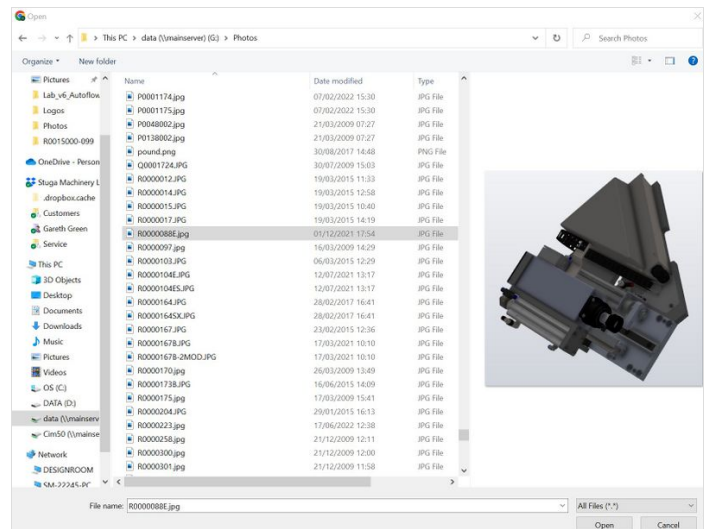 Open
This PC > data (\\mainserver) (G:) > Photos
Search Photos
Organize
New folder
Pictures
Lab_v6_Autoflow
Logos
Photos
R0015000-099
OneDrive - Person
Stuga Machinery L
.dropbox.cache
Customers
Gareth Green
Service
This PC
3D Objects
Desktop
Documents
Downloads
Music
Pictures
Videos
OS (C:)
DATA (D:)
data (\\mainserv
Cim50 (\\mainse
Network
DESIGNROOM
SM-22245-PC
Name Date modified Type
P0001174.jpg 07/02/2022 15:30 JPG File
P0001175.jpg 07/02/2022 15:30 JPG File
P0048002.jpg 21/03/2009 07:27 JPG File
P0138002.jpg 21/03/2009 07:27 JPG File
pound.png 30/08/2017 14:48 PNG File
Q0001724.JPG 30/07/2009 15:03 JPG File
R0000012.JPG 19/03/2015 11:33 JPG File
R0000014.JPG 19/03/2015 12:58 JPG File
R0000015.JPG 19/03/2015 10:40 JPG File
R0000017.JPG 19/03/2015 14:19 JPG File
R0000088E.jpg 01/12/2021 17:54 JPG File
R0000097.jpg 16/03/2009 14:29 JPG File
R0000103.JPG 06/03/2015 12:29 JPG File
R0000104E.JPG 12/07/2021 13:17 JPG File
R0000104ES.JPG 12/07/2021 13:17 JPG File
R0000164.JPG 28/02/2017 16:41 JPG File
R0000164SX.JPG 28/02/2017 16:41 JPG File
R0000167.JPG 23/02/2015 12:36 JPG File
R0000167B.JPG 17/03/2021 10:10 JPG File
R0000167B-2MOD.JPG 17/03/2021 10:10 JPG File
R0000170.jpg 26/03/2009 13:49 JPG File
R0000173B.JPG 16/06/2015 14:09 JPG File
R0000175.jpg 17/03/2009 15:41 JPG File
R0000204.JPG 29/01/2015 16:13 JPG File
R0000223.jpg 17/06/2022 12:38 JPG File
R0000258.jpg 21/12/2009 12:11 JPG File
R0000300.jpg 21/12/2009 12:00 JPG File
R0000301.jpg 21/12/2009 11:58 JPG File
File name: R0000088E.jpg
All Files (*.*)
Open
Cancel